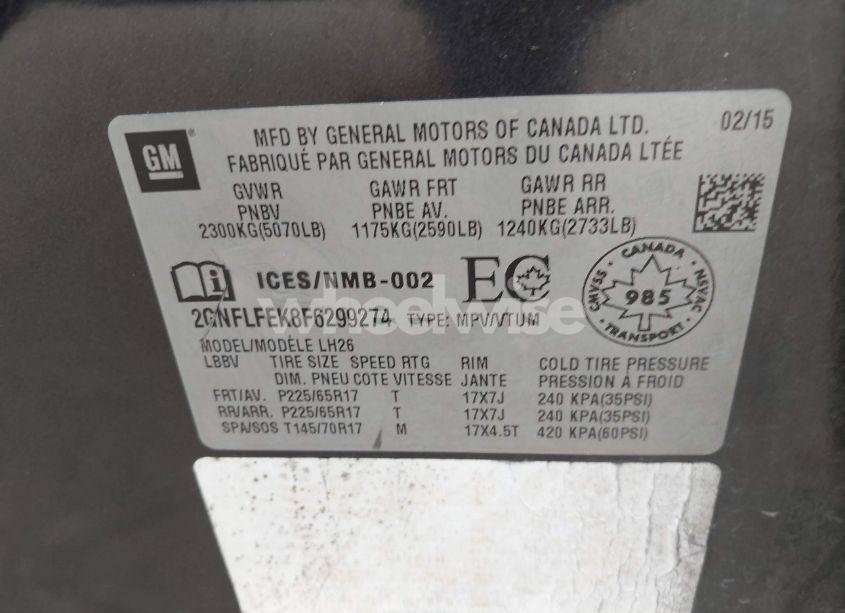 GM
MFD BY GENERAL MOTORS OF CANADA LTD. 02/15
FABRIQUÉ PAR GENERAL MOTORS DU CANADA LTÉE
GVWR GAWR FRT GAWR RR
PNBV PNBE AV. PNBE ARR.
2300KG(5070LB) 1175KG(2590LB) 1240KG(2733LB)
i ICES/NMB-002 EC
CANADA
CMVSS 985 NSVAC
TRANSPORT
wheelwise
2GNFLFEK8F6299274 TYPE: MPV/VTUM
MODEL/MODÈLE LH26
LBBV TIRE SIZE SPEED RTG RIM COLD TIRE PRESSURE
DIM. PNEU COTE VITESSE JANTE PRESSION À FROID
FRT/AV. P225/65R17 T 17X7J 240 KPA(35PSI)
RR/ARR. P225/65R17 T 17X7J 240 KPA(35PSI)
SPA/SOS T145/70R17 M 17X4.5T 420 KPA(60PSI)